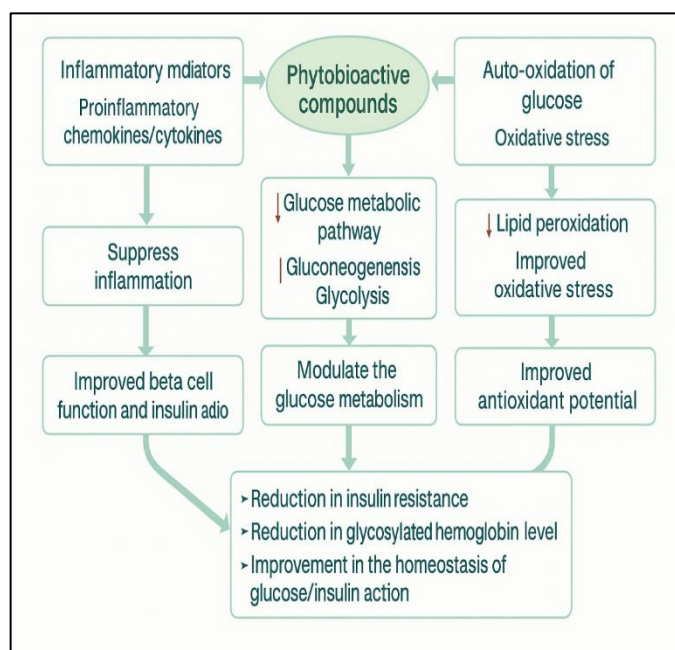 Inflammatory mdiators
Proinflammatory
chemokines/cytokines
Phytobioactive
compounds
Auto-oxidation of
glucose
Oxidative stress
Suppress
inflammation
↓ Glucose metabolic
pathway
Gluconeogenensis
Glycolysis
↓ Lipid peroxidation
Improved
oxidative stress
Improved beta cell
function and insulin adio
Modulate the
glucose metabolism
Improved
antioxidant potential
➤ Reduction in insulin resistance
➤ Reduction in glycosylated hemoglobin level
➤ Improvement in the homeostasis of
glucose/insulin action